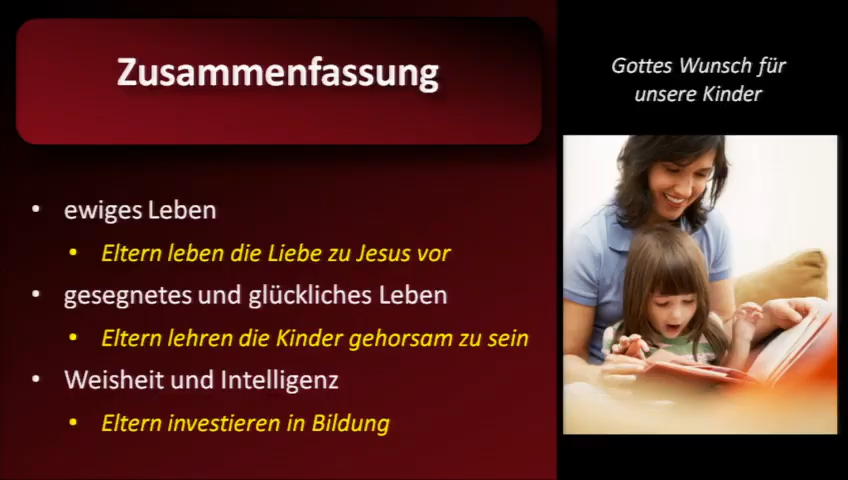 Zusammenfassung
Gottes Wunsch für
unsere Kinder
• ewiges Leben
• Eltern leben die Liebe zu Jesus vor
• gesegnetes und glückliches Leben
• Eltern lehren die Kinder gehorsam zu sein
• Weisheit und Intelligenz
• Eltern investieren in Bildung